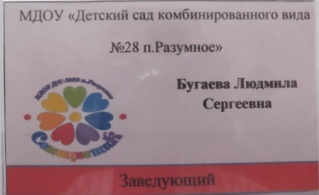 МДОУ «Детский сад комбинированного вида
№28 п.Разумное»
Бугаева Людмила
Сергеевна
Заведующий